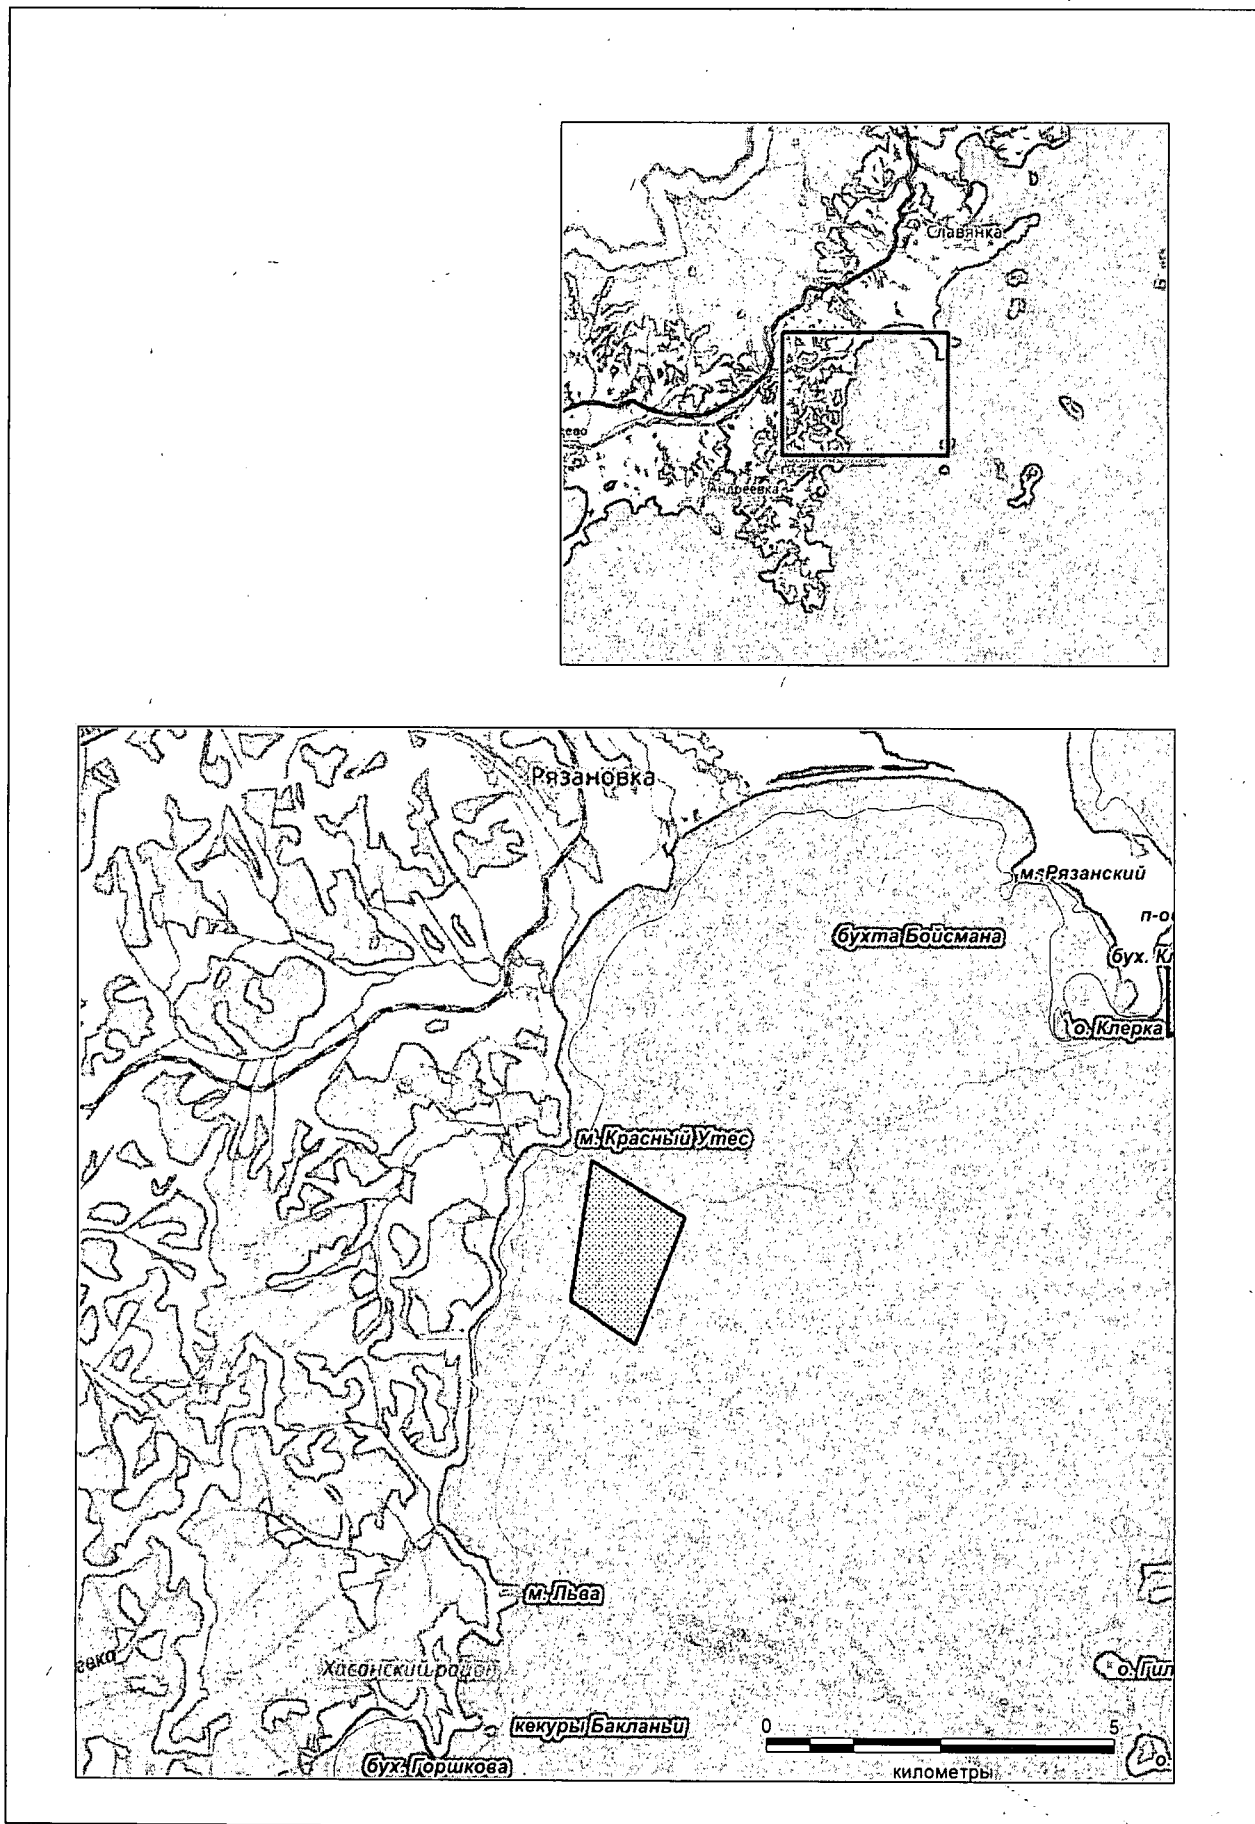 Славянка
Андреевка
Рязановка
м. Рязанский
бухта Бойсмана
о. Клерка
м. Красный Утес
м. Льва
Хасанский район
кекуры Бакланьи
бух. Горшкова
0 5
километры